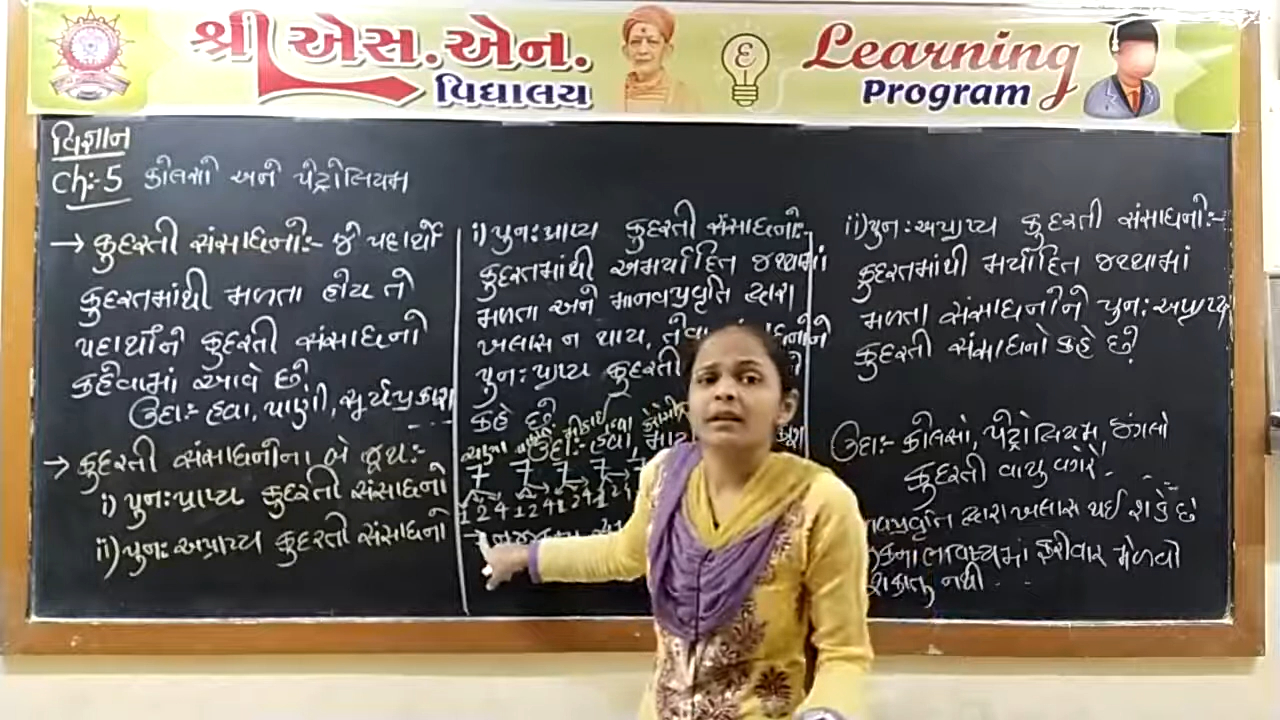 શ્રી એસ.એન.
વિદ્યાલય
Learning
Program
વિજ્ઞાન
Ch:-5 કોલસો અને પેટ્રોલિયમ
→ કુદરતી સંસાધનો:- જે પદાર્થો
કુદરતમાંથી મળતા હોય તે
પદાર્થોને કુદરતી સંસાધનો
કહેવામાં આવે છે.
ઉદા:- હવા, પાણી, સૂર્યપ્રકાશ
→ કુદરતી સંસાધનોના બે જૂથ:-
i) પુનઃપ્રાપ્ય કુદરતી સંસાધનો
ii) પુનઃઅપ્રાપ્ય કુદરતી સંસાધનો
i) પુનઃપ્રાપ્ય કુદરતી સંસાધનો:-
કુદરતમાંથી અમર્યાદિત જથ્થામાં
મળતા અને માનવપ્રવૃતિ દ્વારા
ખલાસ ન થાય,
પુનઃપ્રાપ્ય કુદરતી
કહે છે
ઉદા:- હવા,
ii) પુનઃઅપ્રાપ્ય કુદરતી સંસાધનો:-
કુદરતમાંથી મર્યાદિત જથ્થામાં
મળતા સંસાધનોને પુનઃઅપ્રાપ્ય
કુદરતી સંસાધનો કહે છે.
ઉદા:- કોલસો, પેટ્રોલિયમ, જંગલો
કુદરતી વાયુ વગેરે
દ્વારા ખલાસ થઈ શકે છે
ફરીવાર મેળવી
શકાતુ નથી.